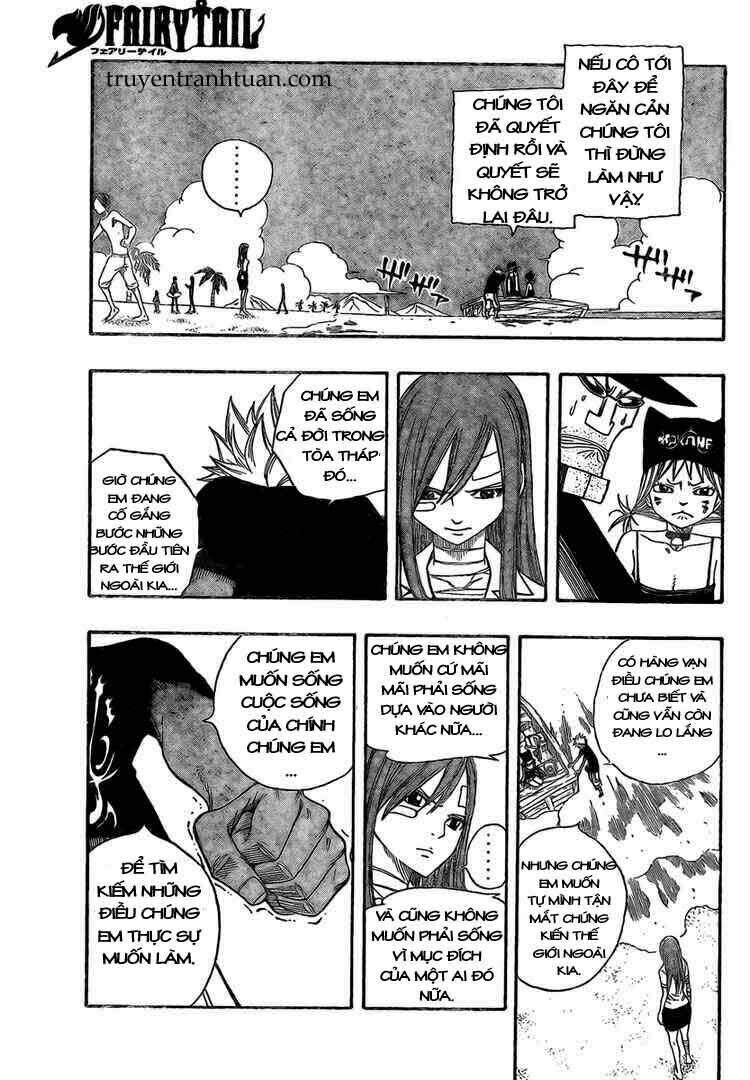 FAIRY TAIL
フェアリーテイル
truyentranhtuan.com
NẾU CÔ TỚI
ĐÂY ĐỂ
NGĂN CẢN
CHÚNG TÔI
THÌ ĐỪNG
LÀM NHƯ
VẬY.
CHÚNG TÔI
ĐÃ QUYẾT
ĐỊNH RỒI VÀ
QUYẾT SẼ
KHÔNG TRỞ
LẠI ĐÂU.
......
ザザザ
ザザザ
CHÚNG EM
ĐÃ SỐNG
CẢ ĐỜI TRONG
TÒA THÁP
ĐÓ...
GIỜ CHÚNG
EM ĐANG
CỐ GẮNG
BƯỚC NHỮNG
BƯỚC ĐẦU TIÊN
RA THẾ GIỚI
NGOÀI KIA...
CÓ HÀNG VẠN
ĐIỀU CHÚNG EM
CHƯA BIẾT VÀ
CŨNG VẪN CÒN
ĐANG LO LẮNG
...
NHƯNG CHÚNG
EM MUỐN
TỰ MÌNH TẬN
MẮT CHỨNG
KIẾN THẾ
GIỚI NGOÀI
KIA.
CHÚNG EM KHÔNG
MUỐN CỨ MÃI
MÃI PHẢI SỐNG
DỰA VÀO NGƯỜI
KHÁC NỮA...
......
VÀ CŨNG KHÔNG
MUỐN PHẢI SỐNG
VÌ MỤC ĐÍCH
CỦA MỘT AI ĐÓ
NỮA.
CHÚNG EM
MUỐN SỐNG
CUỘC SỐNG
CỦA CHÍNH
CHÚNG EM
...
ĐỂ TÌM
KIẾM NHỮNG
ĐIỀU CHÚNG
EM THỰC SỰ
MUỐN LÀM.